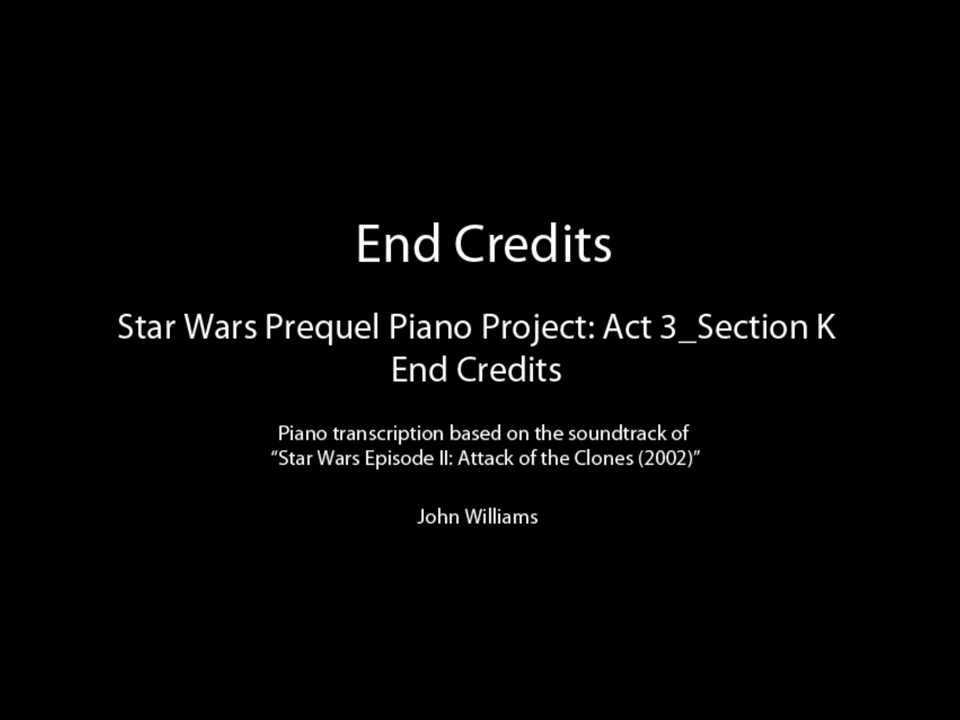 End Credits
Star Wars Prequel Piano Project: Act 3_Section K
End Credits
Piano transcription based on the soundtrack of
“Star Wars Episode II: Attack of the Clones (2002)”
John Williams